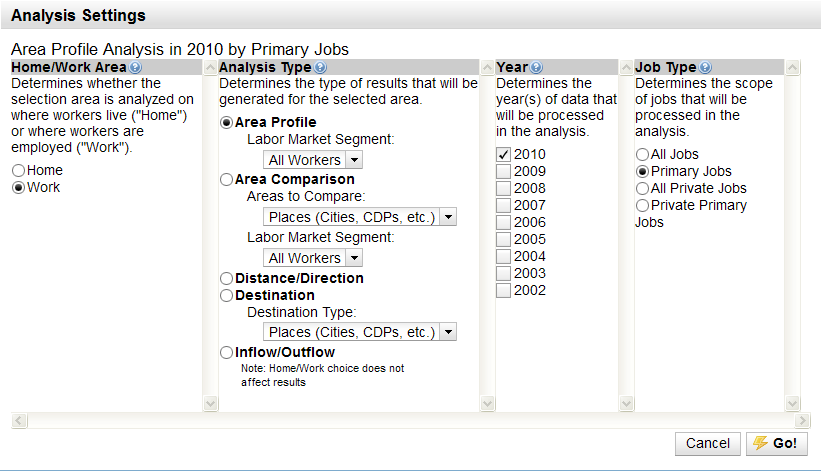 Analysis Settings
Area Profile Analysis in 2010 by Primary Jobs
Home/Work Area
Determines whether the
selection area is analyzed on
where workers live ("Home")
or where workers are
employed ("Work").
Home
Work
Analysis Type
Determines the type of results that will be
generated for the selected area.
Area Profile
Labor Market Segment:
All Workers
Area Comparison
Areas to Compare:
Places (Cities, CDPs, etc.)
Labor Market Segment:
All Workers
Distance/Direction
Destination
Destination Type:
Places (Cities, CDPs, etc.)
Inflow/Outflow
Note: Home/Work choice does not
affect results
Year
Determines the
year(s) of data that
will be processed
in the analysis.
2010
2009
2008
2007
2006
2005
2004
2003
2002
Job Type
Determines the scope
of jobs that will be
processed in the
analysis.
All Jobs
Primary Jobs
All Private Jobs
Private Primary
Jobs
Cancel
Go!